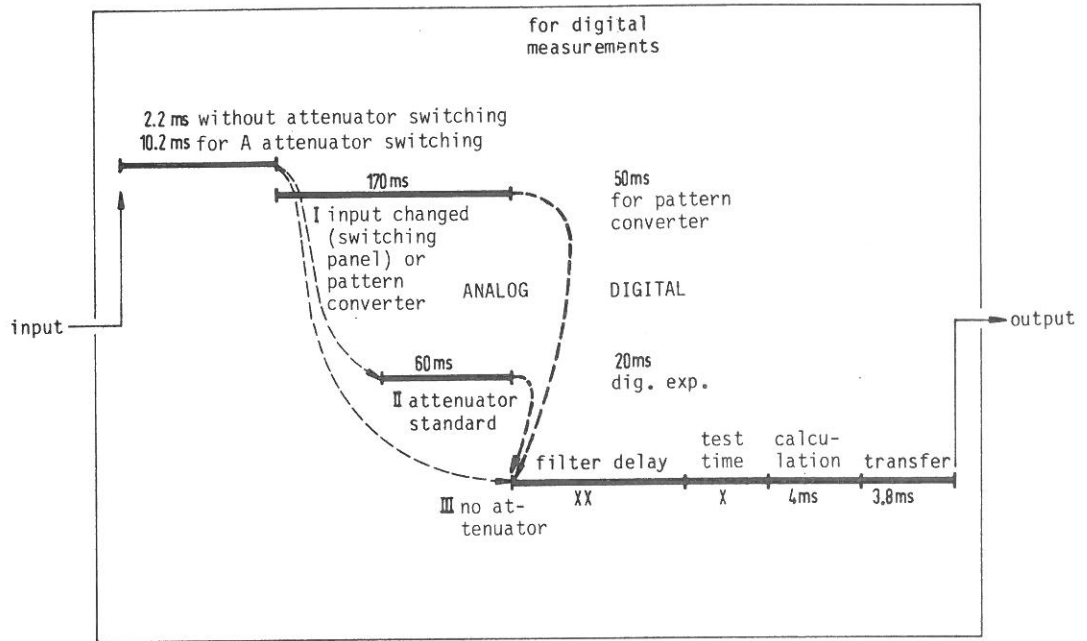 for digital
measurements
2.2 ms without attenuator switching
10.2 ms for A attenuator switching
170 ms
I input changed
(switching
panel) or
pattern
converter
50ms
for pattern
converter
ANALOG
DIGITAL
input
output
60 ms
II attenuator
standard
20ms
dig. exp.
filter delay
test
time
calcu-
lation
transfer
XX
X
4ms
3.8ms
III no at-
tenuator